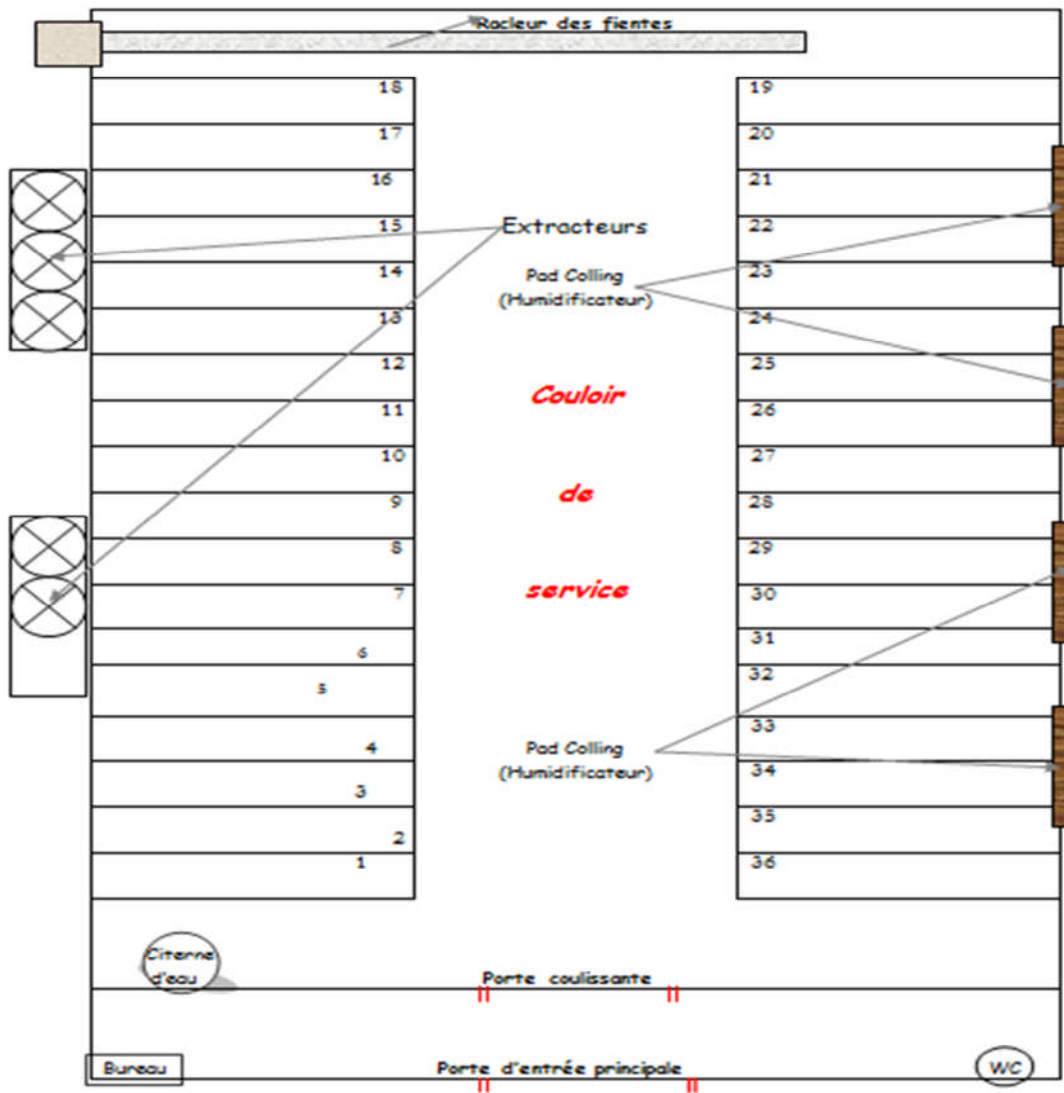 Racleur des fientes
18 19
17 20
16 21
15 Extracteurs 22
14 Pad Colling 23
(Humidificateur)
13 24
12 25
Couloir
11 26
10 27
9 de 28
8 29
7 service 30
31
6
32
5
33
4 Pad Colling
(Humidificateur) 34
3
35
2
1 36
Citerne
d'eau
Porte coulissante
Bureau Porte d'entrée principale WC